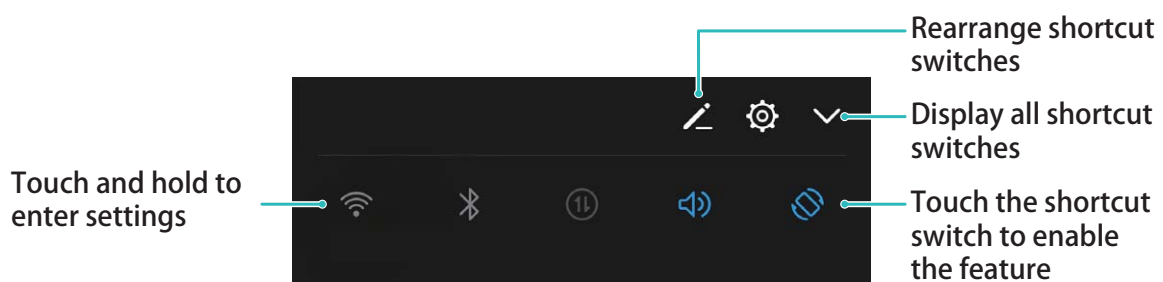 Rearrange shortcut
switches
Display all shortcut
switches
Touch and hold to
enter settings
Touch the shortcut
switch to enable
the feature